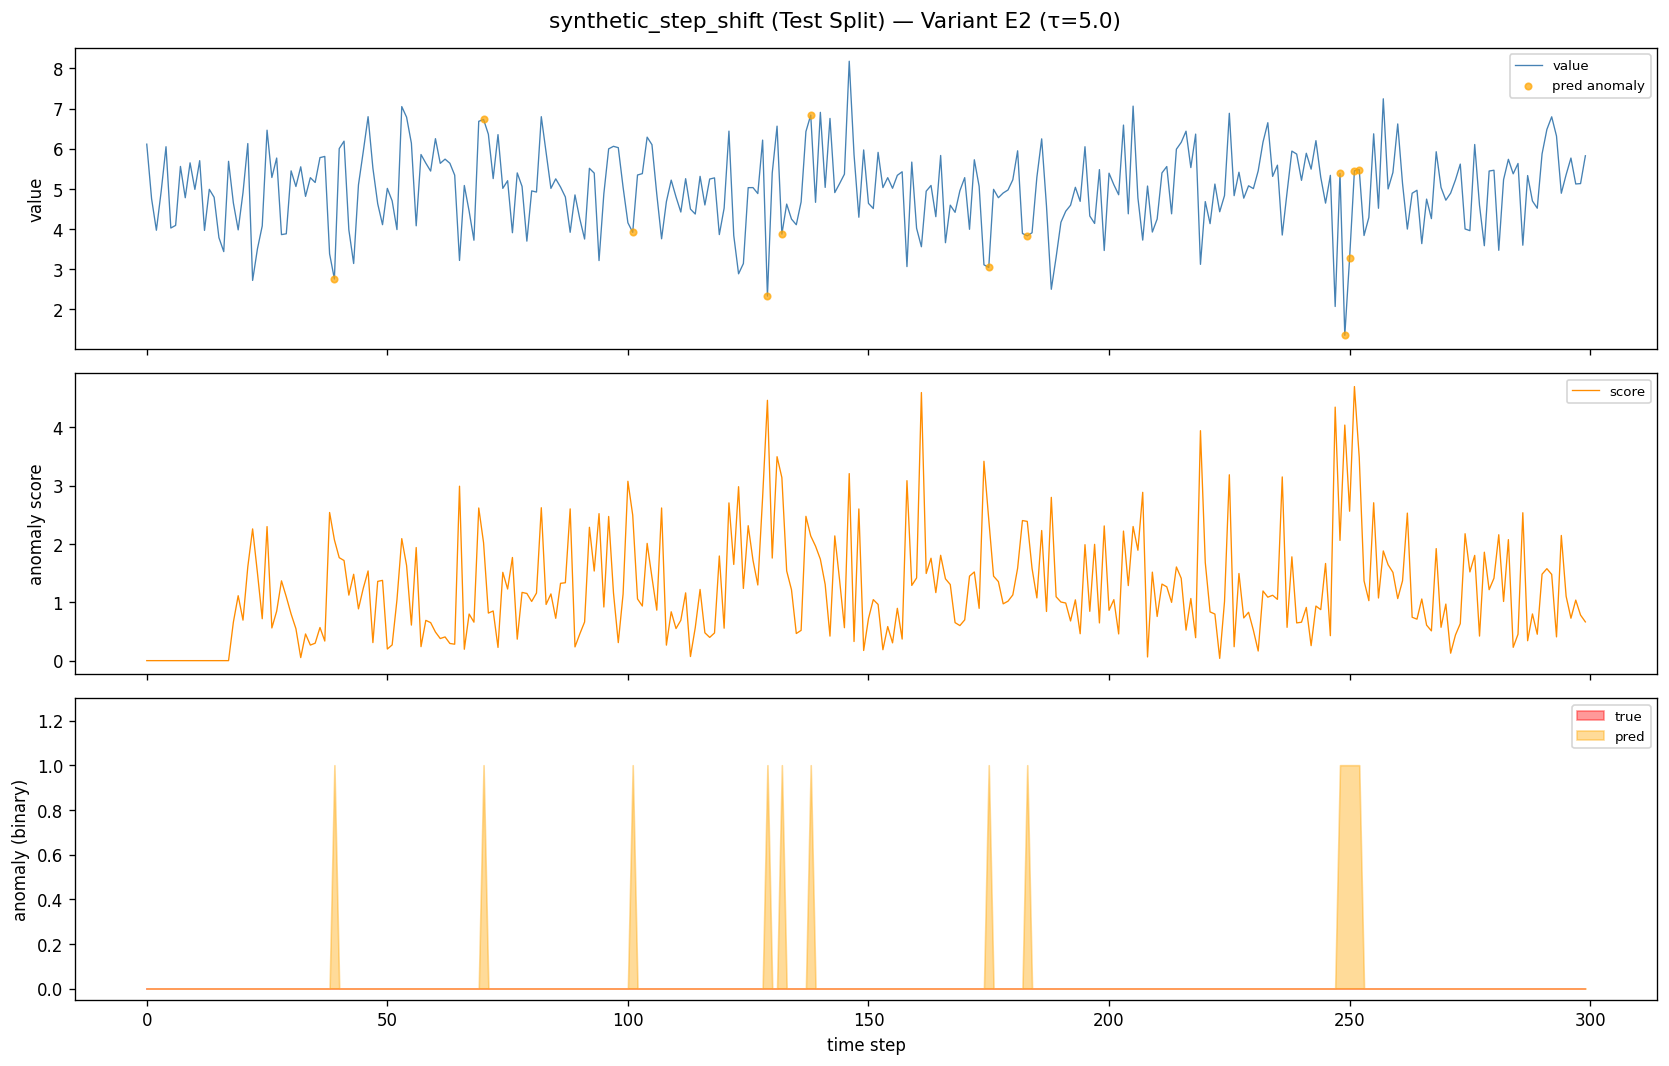 synthetic_step_shift (Test Split) — Variant E2 (τ=5.0)
value
pred anomaly
8
7
6
5
4
3
2
value
score
4
3
2
1
0
anomaly score
true
pred
1.2
1.0
0.8
0.6
0.4
0.2
0.0
anomaly (binary)
0 50 100 150 200 250 300
time step